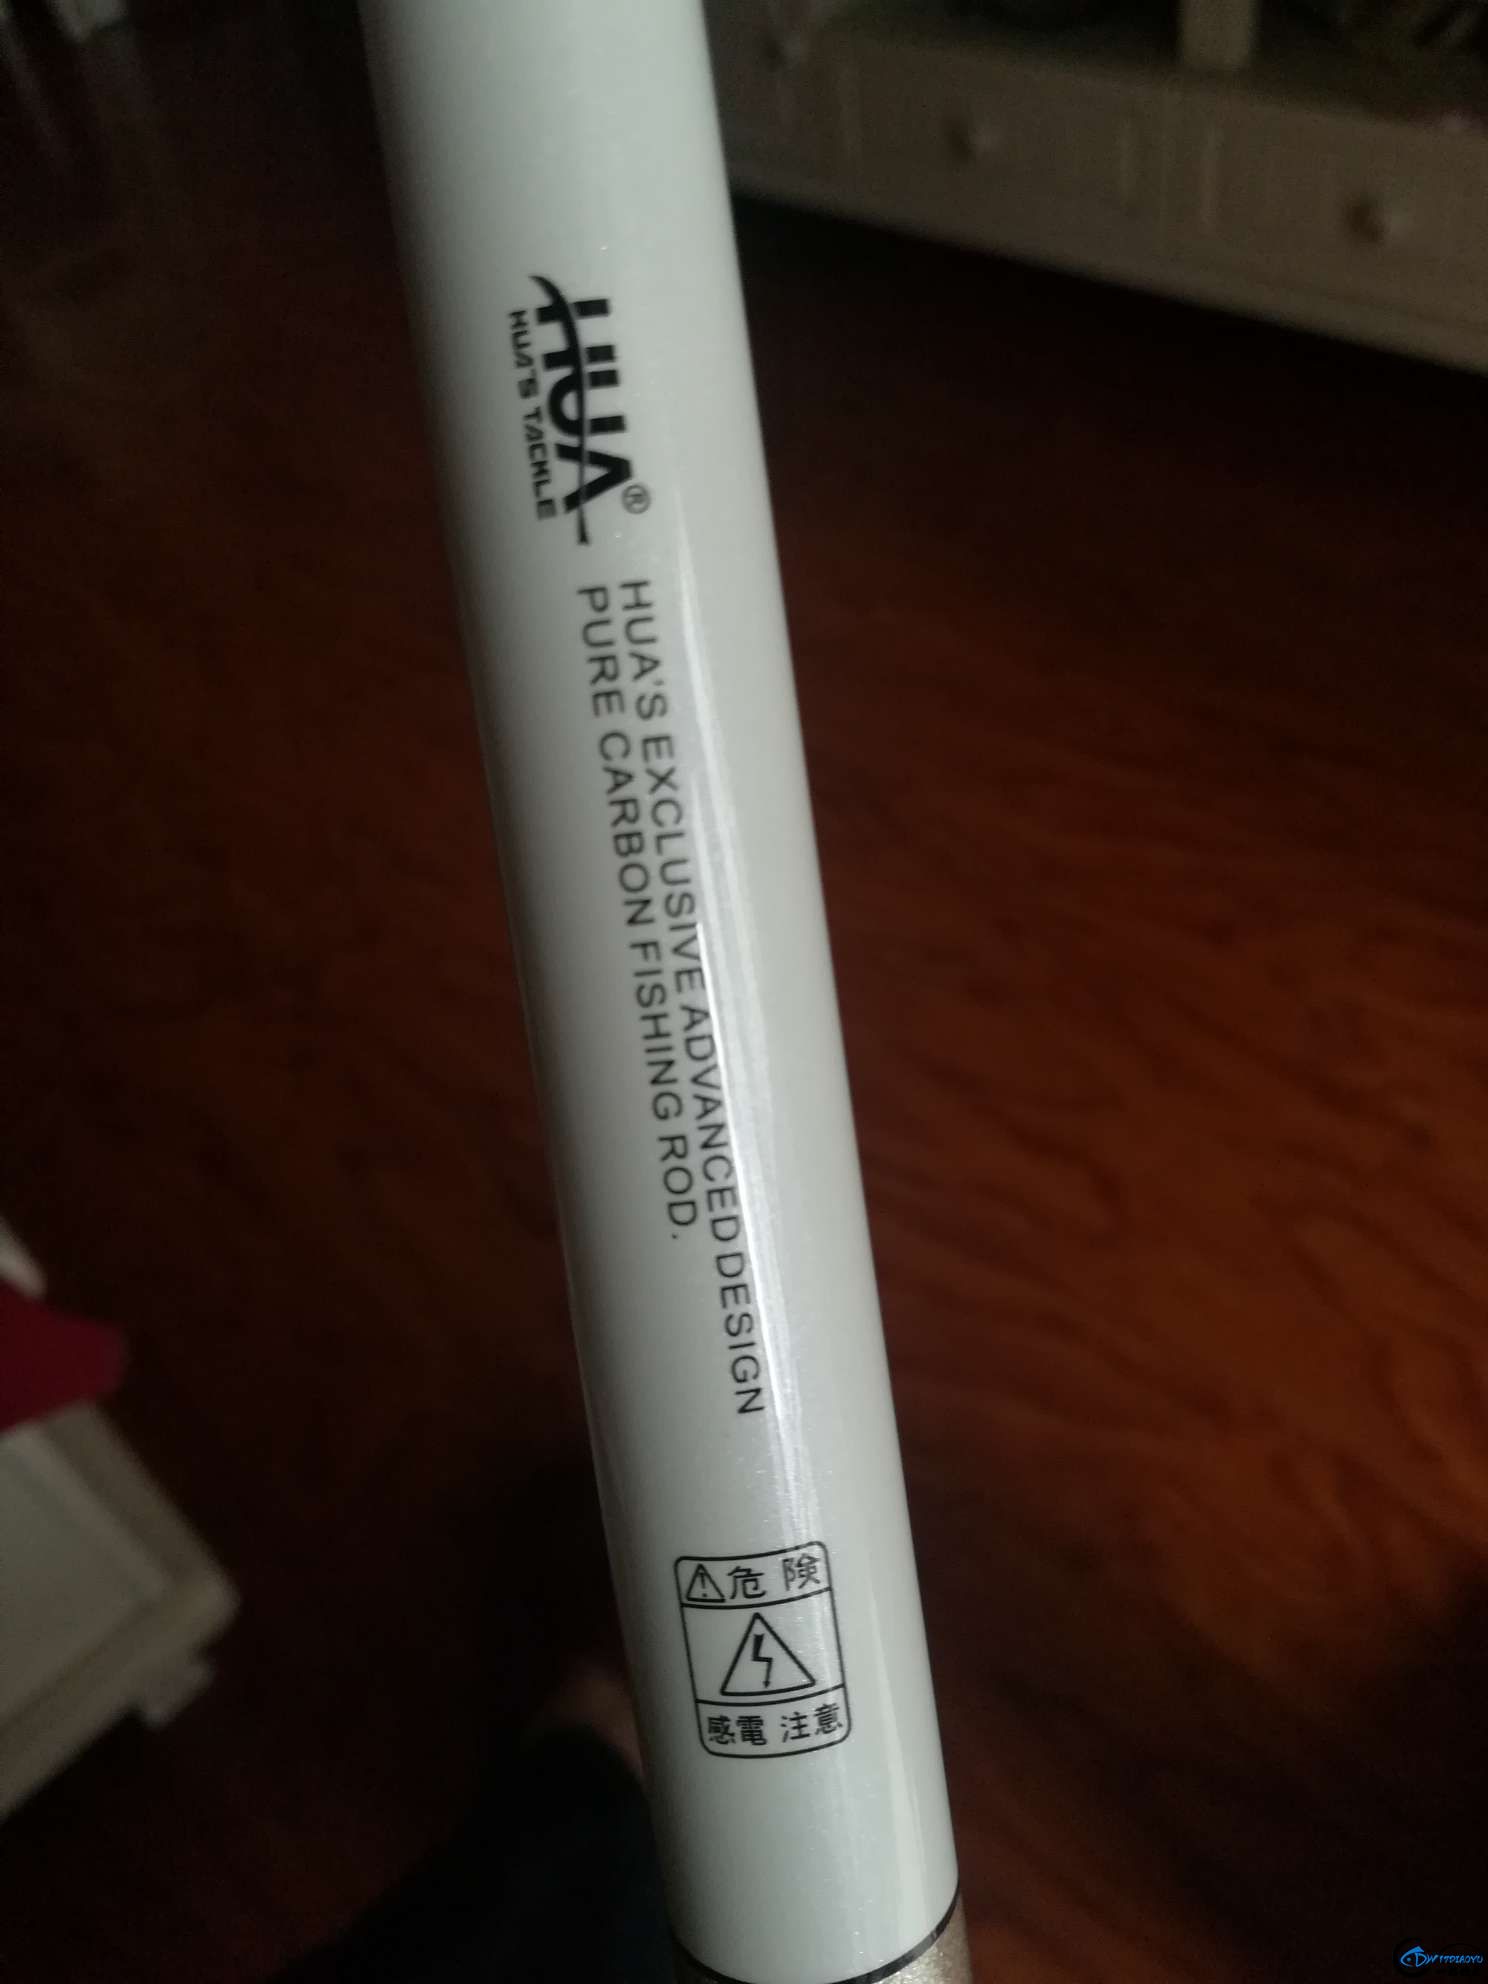 HUA®
HUA'S TACKLE
HUA'S EXCLUSIVE ADVANCED DESIGN
PURE CARBON FISHING ROD.
危険
感電 注意